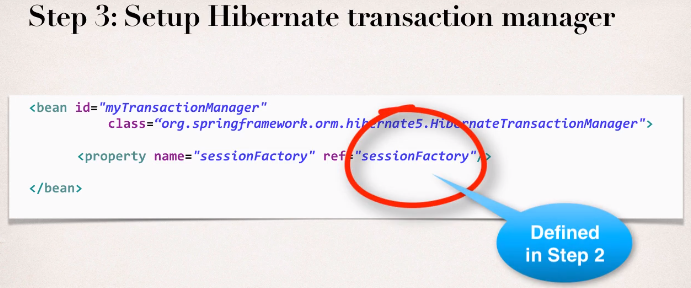 Step 3: Setup Hibernate transaction manager
<bean id="myTransactionManager"
class=“org.springframework.orm.hibernate5.HibernateTransactionManager">
<property name="sessionFactory" ref="sessionFactory"/>
</bean>
Defined
in Step 2